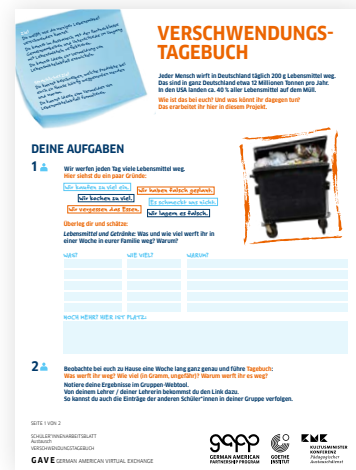 VERSCHWENDUNGS-
TAGEBUCH
Jeder Mensch wirft in Deutschland täglich 200 g Lebensmittel weg.
Das sind in ganz Deutschland etwa 12 Millionen Tonnen pro Jahr.
In den USA landen ca. 40 % aller Lebensmittel auf dem Müll.
Wie ist das bei euch? Und was könnt ihr dagegen tun?
Das erarbeitet ihr hier in diesem Projekt.
DEINE AUFGABEN
1
Wir werfen jeden Tag viele Lebensmittel weg.
Hier siehst du ein paar Gründe:
Wir kaufen zu viel ein.
Wir haben falsch geplant.
Wir kochen zu viel.
Es schmeckt uns nicht.
Wir vergessen das Essen.
Wir lagern es falsch.
Überleg dir und schätze:
Lebensmittel und Getränke: Was und wie viel werft ihr in
einer Woche in eurer Familie weg? Warum?
WAS?
WIE VIEL?
WARUM?
NOCH MEHR? HIER IST PLATZ:
2
Beobachte bei euch zu Hause eine Woche lang ganz genau und führe Tagebuch:
Was werft ihr weg? Wie viel (in Gramm, ungefähr)? Warum werft ihr es weg?
Notiere deine Ergebnisse im Gruppen-Webtool.
Von deinem Lehrer / deiner Lehrerin bekommst du den Link dazu.
So kannst du auch die Einträge der anderen Schüler*innen in deiner Gruppe verfolgen.
SEITE 1 VON 2
SCHÜLER*INNENARBEITSBLATT
Austausch
VERSCHWENDUNGSTAGEBUCH
GAVE GERMAN AMERICAN VIRTUAL EXCHANGE
gapp
GERMAN AMERICAN
PARTNERSHIP PROGRAM
GOETHE
INSTITUT
KMK
KULTUSMINISTER
KONFERENZ
Pädagogischer
Austauschdienst